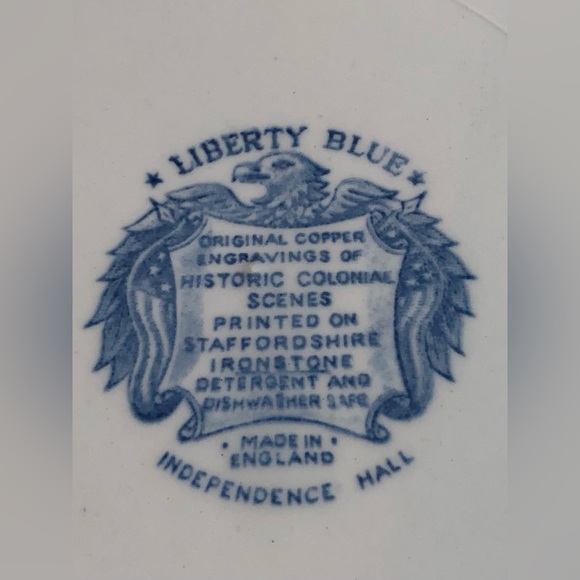 ★ LIBERTY BLUE ★
ORIGINAL COPPER
ENGRAVINGS OF
HISTORIC COLONIAL
SCENES
PRINTED ON
STAFFORDSHIRE
IRONSTONE
DETERGENT AND
DISHWASHER SAFE
• MADE IN •
ENGLAND
INDEPENDENCE HALL